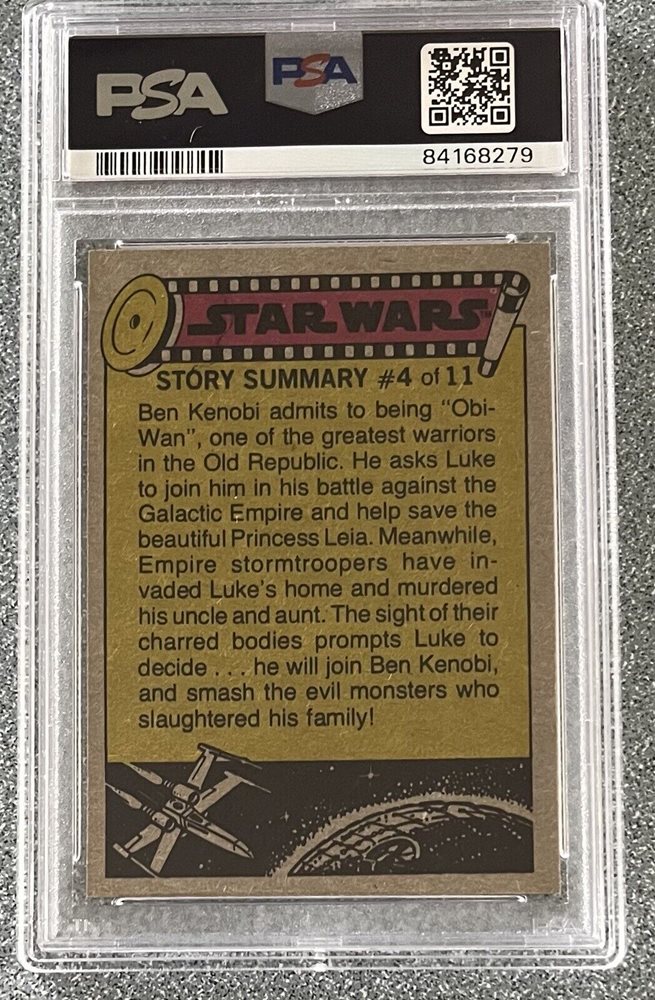 PSA
PSA
84168279
STAR WARS™
STORY SUMMARY #4 of 11
Ben Kenobi admits to being "Obi-
Wan", one of the greatest warriors
in the Old Republic. He asks Luke
to join him in his battle against the
Galactic Empire and help save the
beautiful Princess Leia. Meanwhile,
Empire stormtroopers have in-
vaded Luke's home and murdered
his uncle and aunt. The sight of their
charred bodies prompts Luke to
decide . . . he will join Ben Kenobi,
and smash the evil monsters who
slaughtered his family!